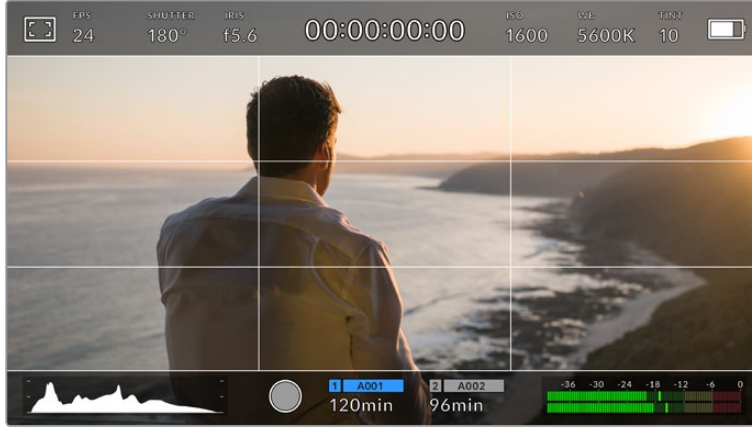 FPS SHUTTER IRIS ISO WB TINT
24 180° f5.6 00:00:00:00 1600 5600K 10
1 A001 2 A002 -36 -30 -24 -18 -12 -6 0
120min 96min